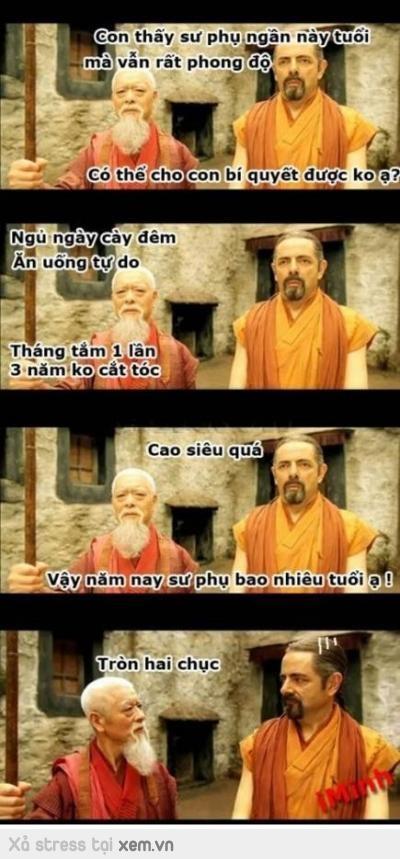 Con thấy sư phụ ngần này tuổi
mà vẫn rất phong độ
Có thể cho con bí quyết được ko ạ?
Ngủ ngày cày đêm
Ăn uống tự do
Tháng tắm 1 lần
3 năm ko cắt tóc
Cao siêu quá
Vậy năm nay sư phụ bao nhiêu tuổi ạ !
Tròn hai chục
iMinh
Xả stress tại xem.vn